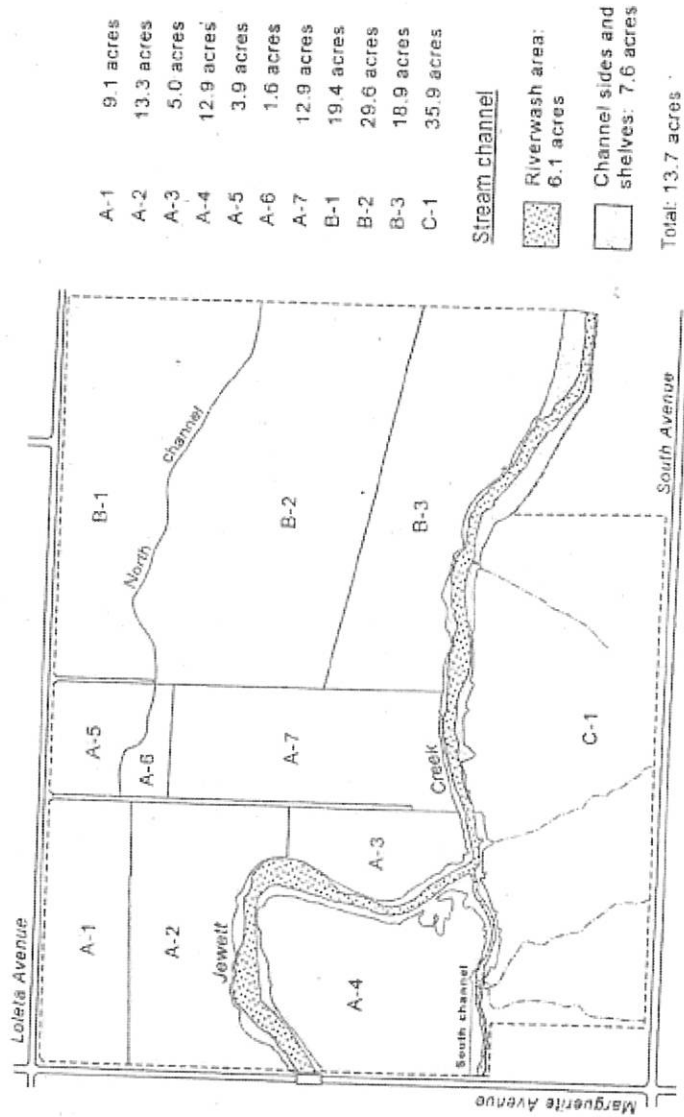 Loleta Avenue
A-1
A-2
Jewett
A-4
South channel
A-3
A-5
A-6
A-7
Creek
B-1
North channel
B-2
B-3
C-1
Marguerite Avenue
South Avenue
A-1 9.1 acres
A-2 13.3 acres
A-3 5.0 acres
A-4 12.9 acres
A-5 3.9 acres
A-6 1.6 acres
A-7 12.9 acres
B-1 19.4 acres
B-2 29.6 acres
B-3 18.9 acres
C-1 35.9 acres
Stream channel
Riverwash area:
6.1 acres
Channel sides and
shelves: 7.6 acres
Total: 13.7 acres